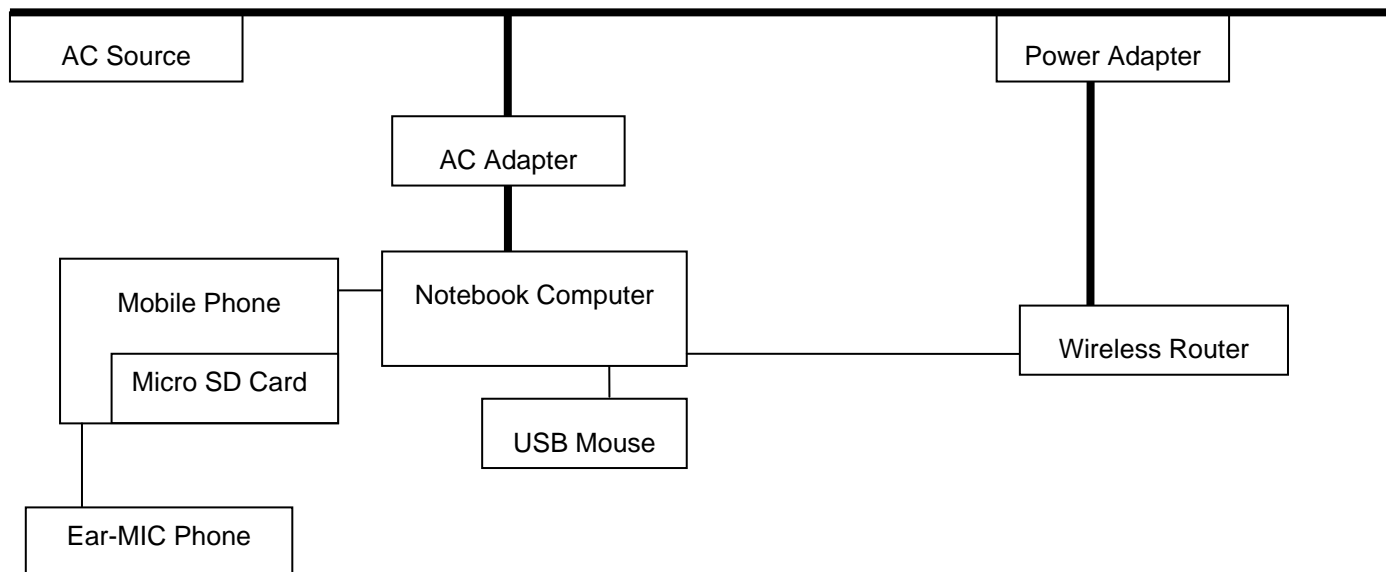 AC Source
Power Adapter
AC Adapter
Mobile Phone
Notebook Computer
Wireless Router
Micro SD Card
USB Mouse
Ear-MIC Phone